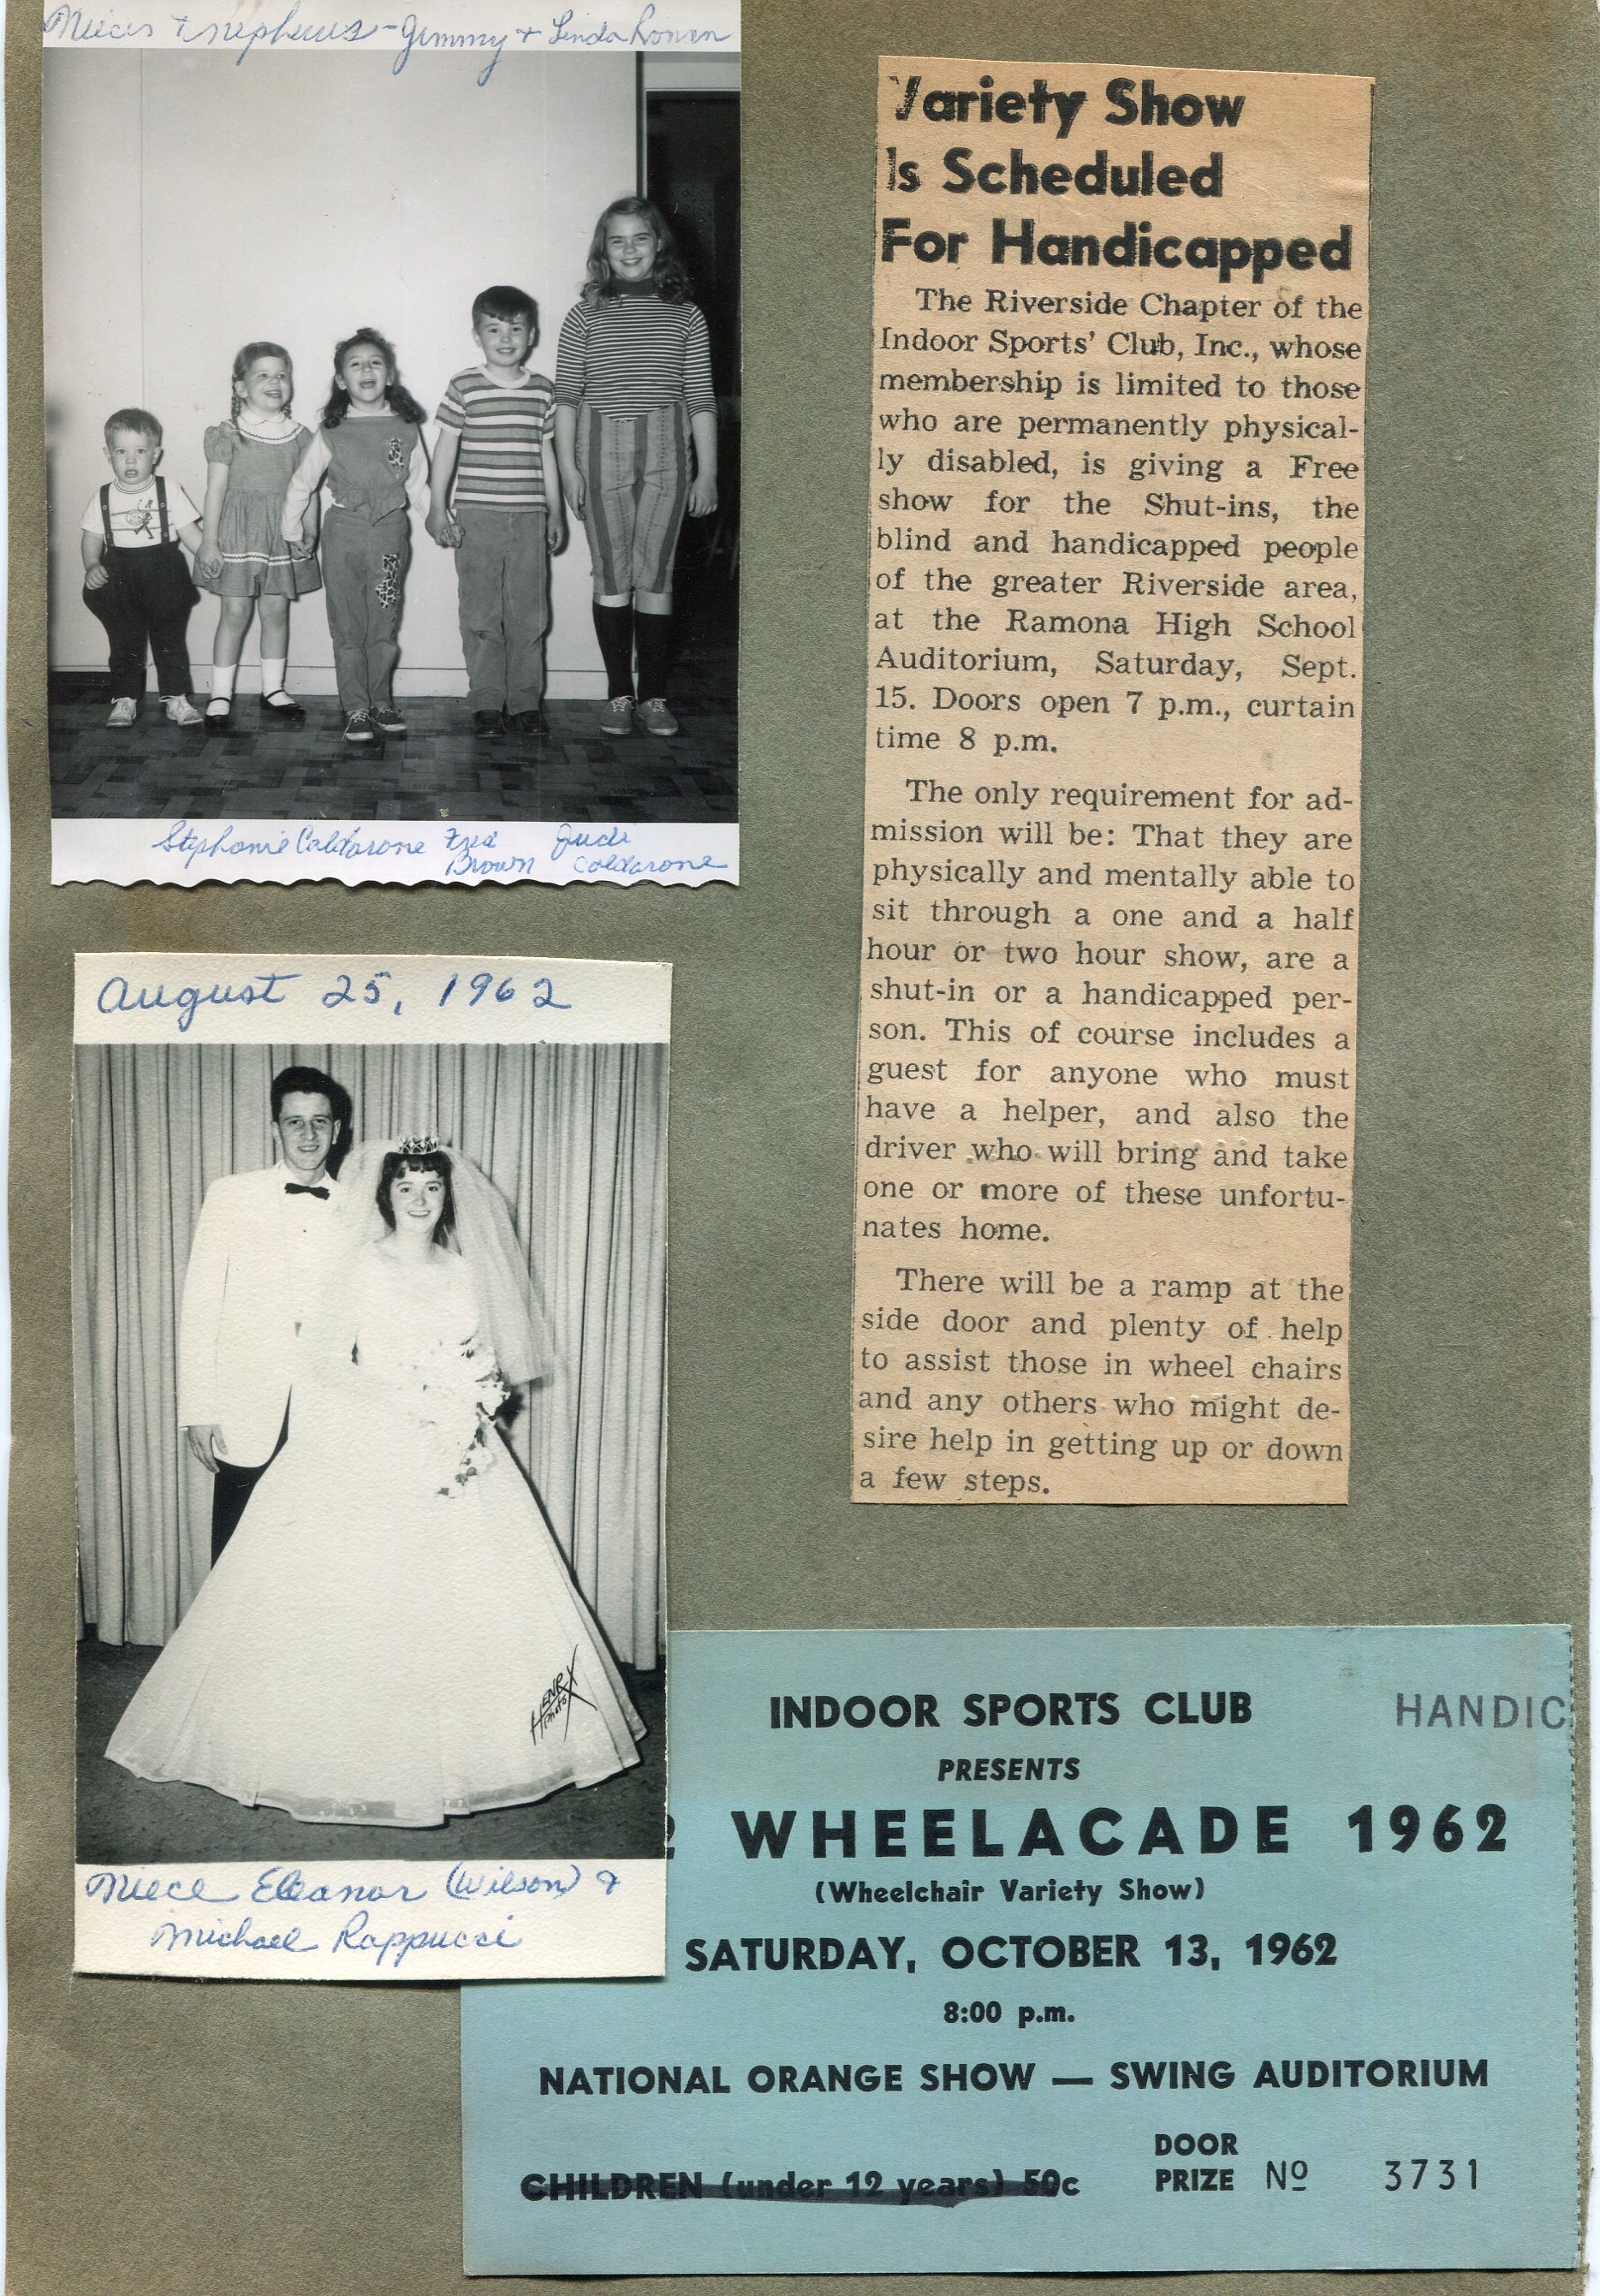 Nieces + nephews - Jimmy + Linda Ronan
Stephanie Caldarone Fred Brown Judi Caldarone
August 25, 1962
HENRY
Photo
Niece Eleanor (Wilson) &
Michael Rappucci
Variety Show
Is Scheduled
For Handicapped
The Riverside Chapter of the
Indoor Sports' Club, Inc., whose
membership is limited to those
who are permanently physical-
ly disabled, is giving a Free
show for the Shut-ins, the
blind and handicapped people
of the greater Riverside area,
at the Ramona High School
Auditorium, Saturday, Sept.
15. Doors open 7 p.m., curtain
time 8 p.m.
The only requirement for ad-
mission will be: That they are
physically and mentally able to
sit through a one and a half
hour or two hour show, are a
shut-in or a handicapped per-
son. This of course includes a
guest for anyone who must
have a helper, and also the
driver who will bring and take
one or more of these unfortu-
nates home.
There will be a ramp at the
side door and plenty of help
to assist those in wheel chairs
and any others who might de-
sire help in getting up or down
a few steps.
INDOOR SPORTS CLUB HANDIC
PRESENTS
2 WHEELACADE 1962
(Wheelchair Variety Show)
SATURDAY, OCTOBER 13, 1962
8:00 p.m.
NATIONAL ORANGE SHOW — SWING AUDITORIUM
CHILDREN (under 12 years) 50c
DOOR
PRIZE Nº 3731